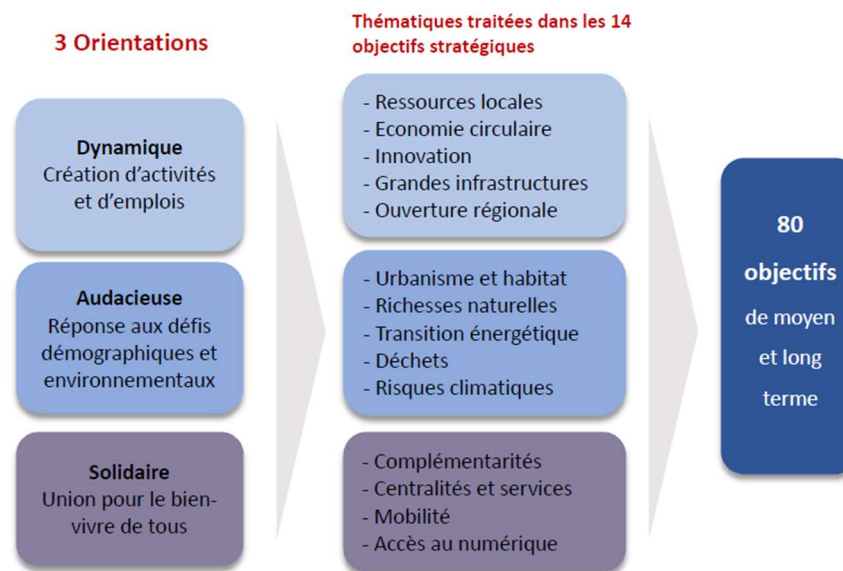 3 Orientations
Thématiques traitées dans les 14
objectifs stratégiques
Dynamique
Création d'activités
et d'emplois
- Ressources locales
- Economie circulaire
- Innovation
- Grandes infrastructures
- Ouverture régionale
Audacieuse
Réponse aux défis
démographiques et
environnementaux
- Urbanisme et habitat
- Richesses naturelles
- Transition énergétique
- Déchets
- Risques climatiques
Solidaire
Union pour le bien-
vivre de tous
- Complémentarités
- Centralités et services
- Mobilité
- Accès au numérique
80
objectifs
de moyen
et long
terme